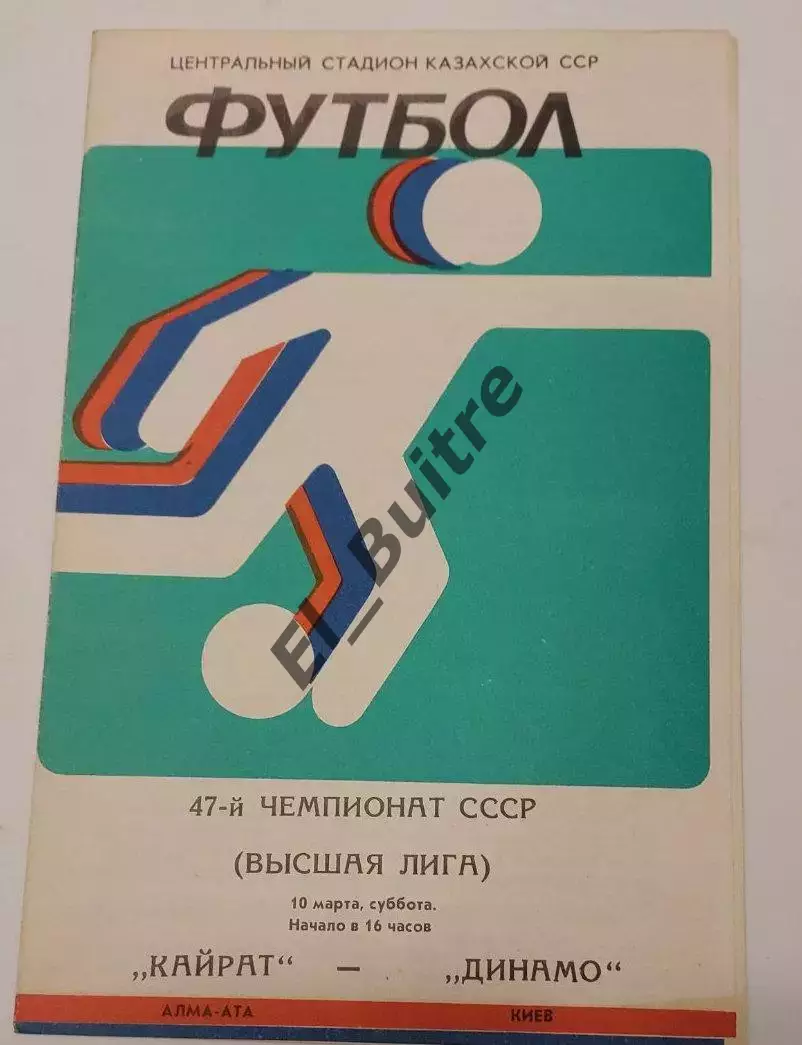 ЦЕНТРАЛЬНЫЙ СТАДИОН КАЗАХСКОЙ ССР
ФУТБОЛ
El_Buitre
47-й ЧЕМПИОНАТ СССР
(ВЫСШАЯ ЛИГА)
10 марта, суббота.
Начало в 16 часов
„КАЙРАТ“ — „ДИНАМО“
АЛМА-АТА КИЕВ